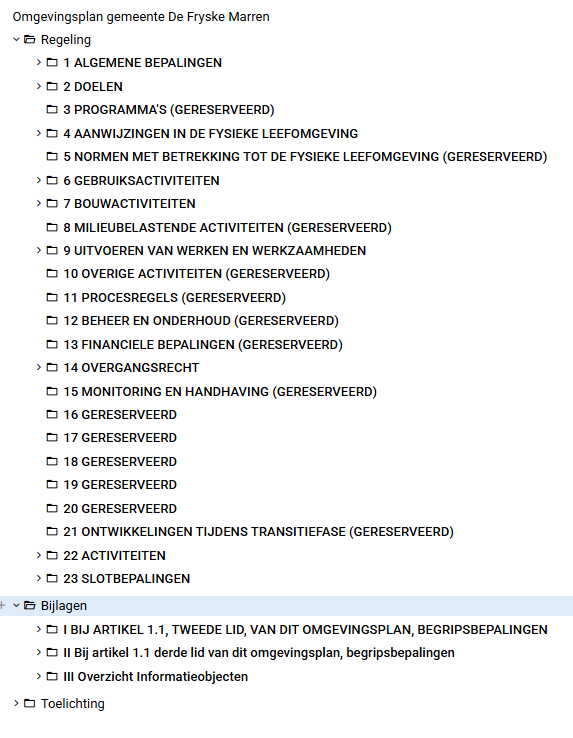 Omgevingsplan gemeente De Fryske Marren
Regeling
1 ALGEMENE BEPALINGEN
2 DOELEN
3 PROGRAMMA'S (GERESERVEERD)
4 AANWIJZINGEN IN DE FYSIEKE LEEFOMGEVING
5 NORMEN MET BETREKKING TOT DE FYSIEKE LEEFOMGEVING (GERESERVEERD)
6 GEBRUIKSACTIVITEITEN
7 BOUWACTIVITEITEN
8 MILIEUBELASTENDE ACTIVITEITEN (GERESERVEERD)
9 UITVOEREN VAN WERKEN EN WERKZAAMHEDEN
10 OVERIGE ACTIVITEITEN (GERESERVEERD)
11 PROCESREGELS (GERESERVEERD)
12 BEHEER EN ONDERHOUD (GERESERVEERD)
13 FINANCIELE BEPALINGEN (GERESERVEERD)
14 OVERGANGSRECHT
15 MONITORING EN HANDHAVING (GERESERVEERD)
16 GERESERVEERD
17 GERESERVEERD
18 GERESERVEERD
19 GERESERVEERD
20 GERESERVEERD
21 ONTWIKKELINGEN TIJDENS TRANSITIEFASE (GERESERVEERD)
22 ACTIVITEITEN
23 SLOTBEPALINGEN
Bijlagen
I BIJ ARTIKEL 1.1, TWEEDE LID, VAN DIT OMGEVINGSPLAN, BEGRIPSBEPALINGEN
II Bij artikel 1.1 derde lid van dit omgevingsplan, begripsbepalingen
III Overzicht Informatieobjecten
Toelichting